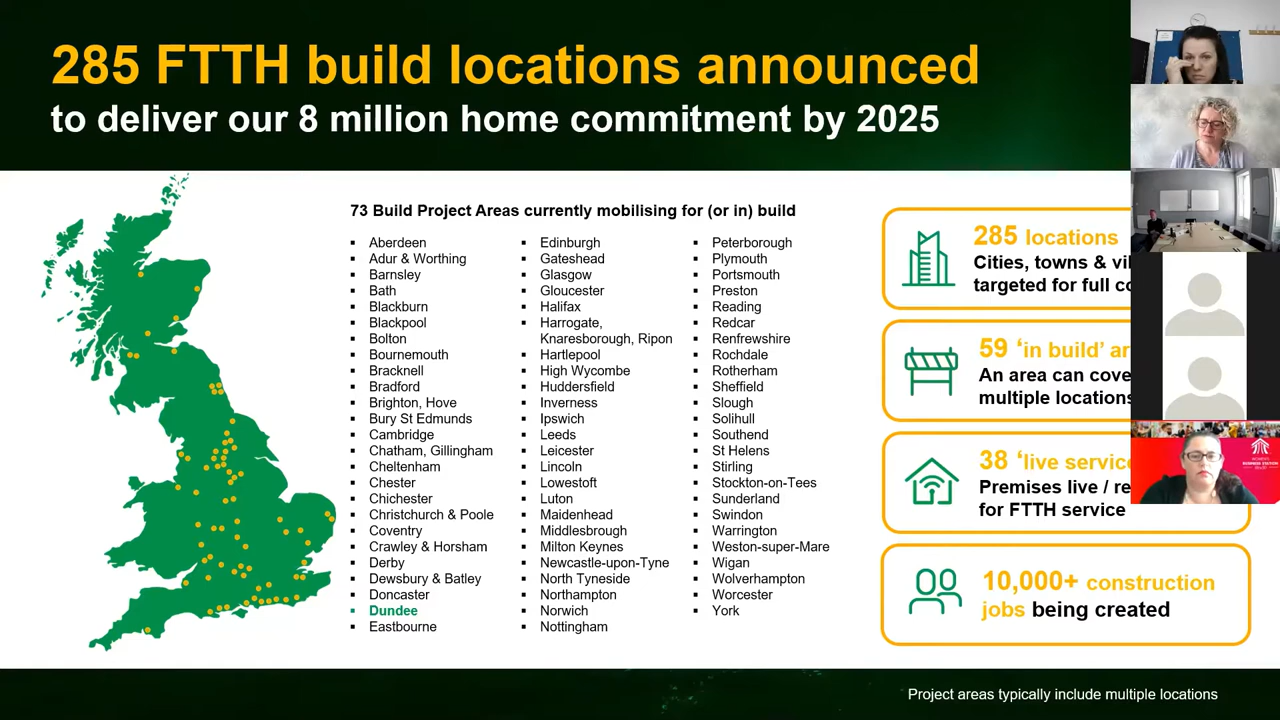 285 FTTH build locations announced
to deliver our 8 million home commitment by 2025
73 Build Project Areas currently mobilising for (or in) build
Aberdeen
Adur & Worthing
Barnsley
Bath
Blackburn
Blackpool
Bolton
Bournemouth
Bracknell
Bradford
Brighton, Hove
Bury St Edmunds
Cambridge
Chatham, Gillingham
Cheltenham
Chester
Chichester
Christchurch & Poole
Coventry
Crawley & Horsham
Derby
Dewsbury & Batley
Doncaster
Dundee
Eastbourne
Edinburgh
Gateshead
Glasgow
Gloucester
Halifax
Harrogate,
Knaresborough, Ripon
Hartlepool
High Wycombe
Huddersfield
Inverness
Ipswich
Leeds
Leicester
Lincoln
Lowestoft
Luton
Maidenhead
Middlesbrough
Milton Keynes
Newcastle-upon-Tyne
North Tyneside
Northampton
Norwich
Nottingham
Peterborough
Plymouth
Portsmouth
Preston
Reading
Redcar
Renfrewshire
Rochdale
Rotherham
Sheffield
Slough
Solihull
Southend
St Helens
Stirling
Stockton-on-Tees
Sunderland
Swindon
Warrington
Weston-super-Mare
Wigan
Wolverhampton
Worcester
York
285 locations
Cities, towns & vil
targeted for full co
59 ‘in build’ ar
An area can cove
multiple locations
38 ‘live service
Premises live / re
for FTTH service
10,000+ construction
jobs being created
WOMEN'S
Project areas typically include multiple locations